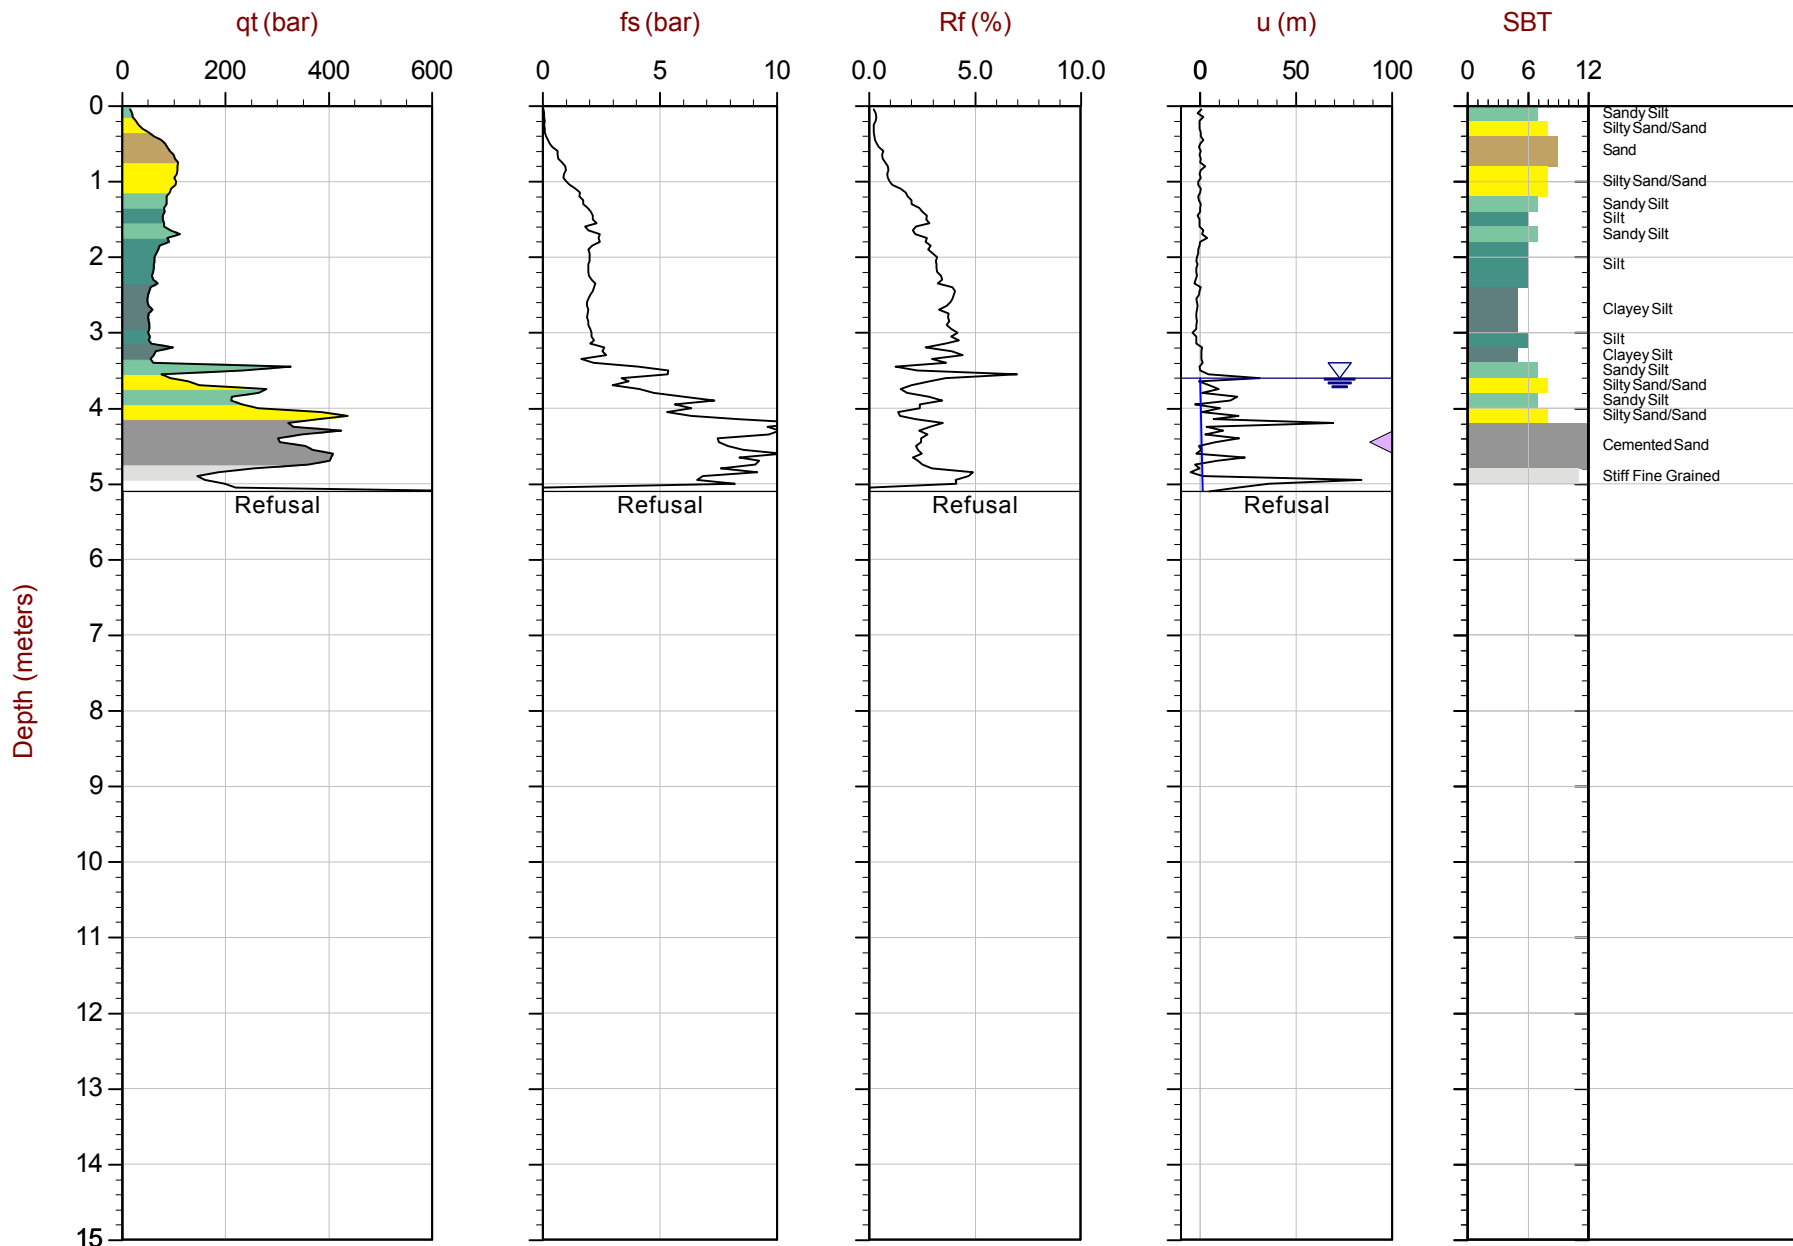 qt (bar) fs (bar) Rf (%) u (m) SBT
0 200 400 600 0 5 10 0.0 5.0 10.0 0 50 100 0 6 12
0
Sandy Silt
Silty Sand/Sand
Sand
1
Silty Sand/Sand
Sandy Silt
Silt
Sandy Silt
2
Silt
Clayey Silt
3
Silt
Clayey Silt
Sandy Silt
Silty Sand/Sand
Sandy Silt
4
Silty Sand/Sand
Cemented Sand
Stiff Fine Grained
5
Refusal Refusal Refusal Refusal
6
7
8
9
10
11
12
13
14
15
Depth (meters)